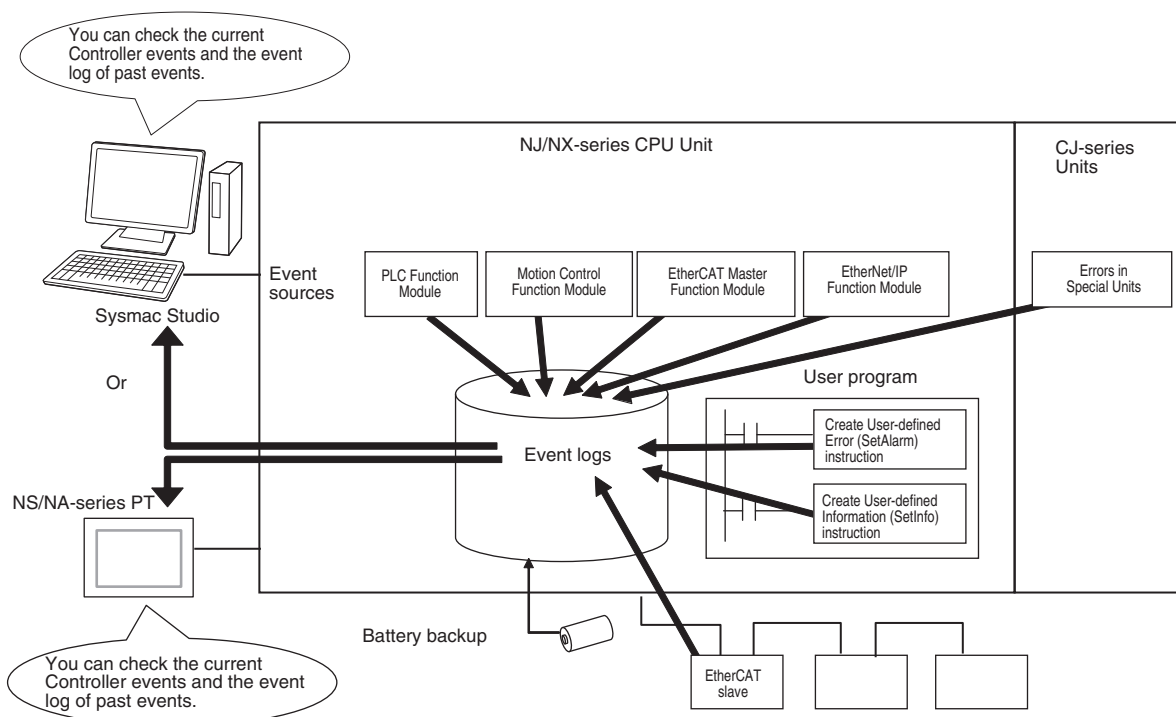 You can check the current
Controller events and the event
log of past events.
NJ/NX-series CPU Unit
CJ-series
Units
Event
sources
PLC Function
Module
Motion Control
Function Module
EtherCAT Master
Function Module
EtherNet/IP
Function Module
Errors in
Special Units
Sysmac Studio
Or
User program
Create User-defined
Error (SetAlarm)
instruction
Event logs
NS/NA-series PT
Create User-defined
Information (SetInfo)
instruction
Battery backup
EtherCAT
slave
You can check the current
Controller events and the event
log of past events.